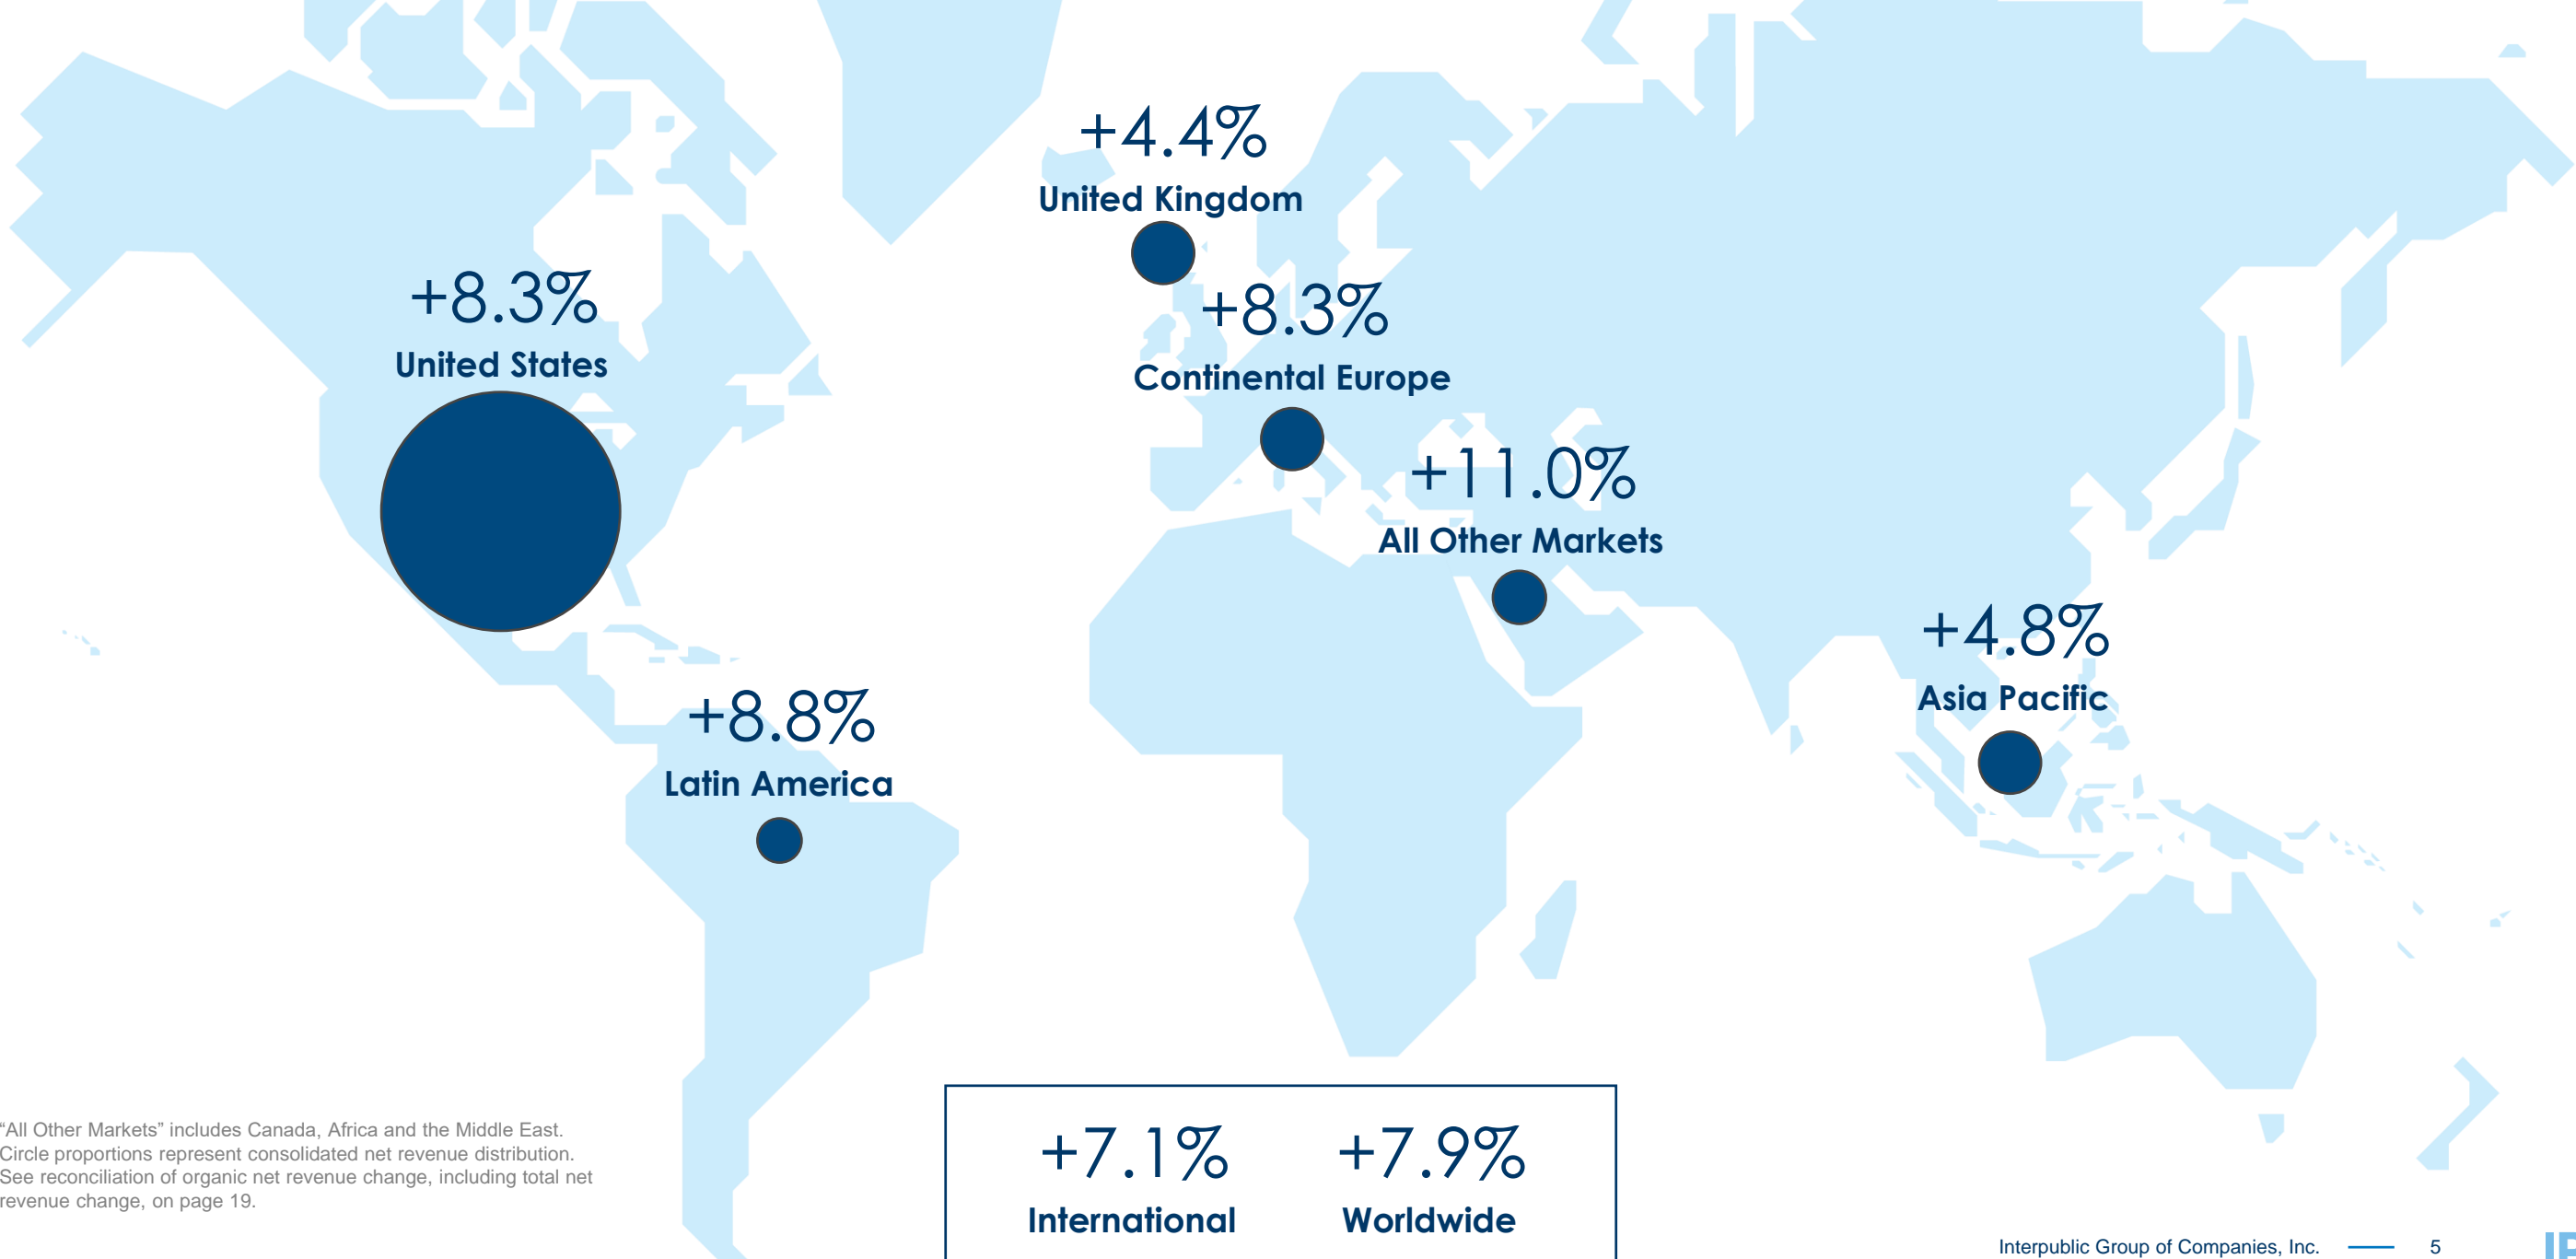 +4.4%
United Kingdom
+8.3%
United States
+8.3%
Continental Europe
+11.0%
All Other Markets
+4.8%
Asia Pacific
+8.8%
Latin America
“All Other Markets” includes Canada, Africa and the Middle East.
Circle proportions represent consolidated net revenue distribution.
See reconciliation of organic net revenue change, including total net
revenue change, on page 19.
+7.1% +7.9%
International Worldwide
Interpublic Group of Companies, Inc. 5